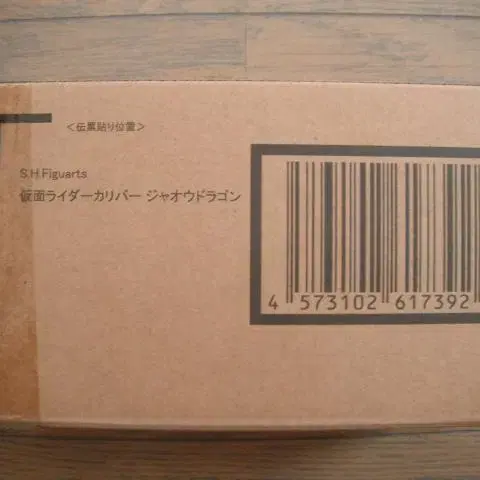 <伝票貼り位置>
S.H.Figuarts
仮面ライダーカリバー ジャオウドラゴン
4 573102 617392